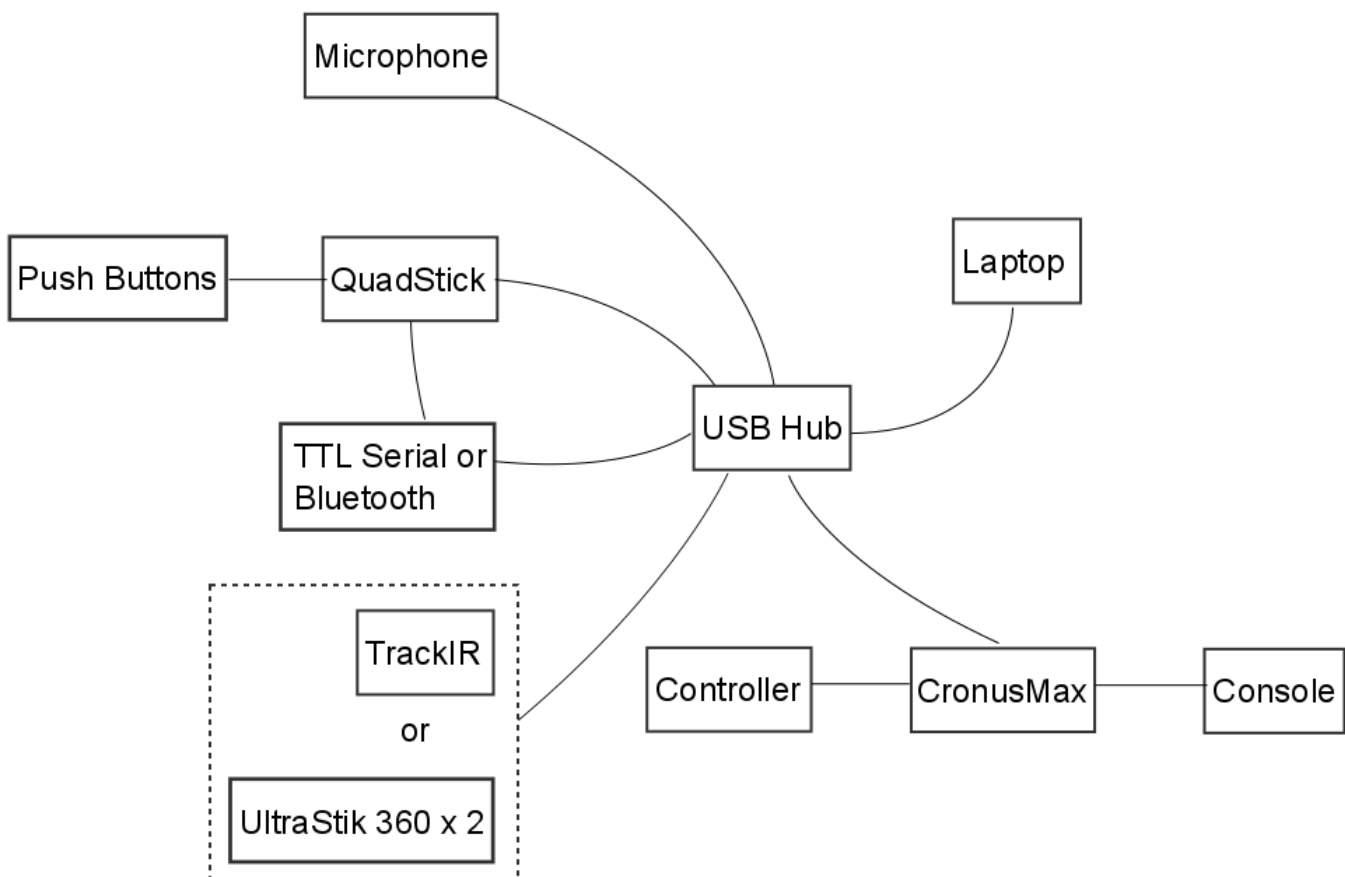 Microphone
Push Buttons
QuadStick
Laptop
USB Hub
TTL Serial or
Bluetooth
TrackIR
or
UltraStik 360 x 2
Controller
CronusMax
Console